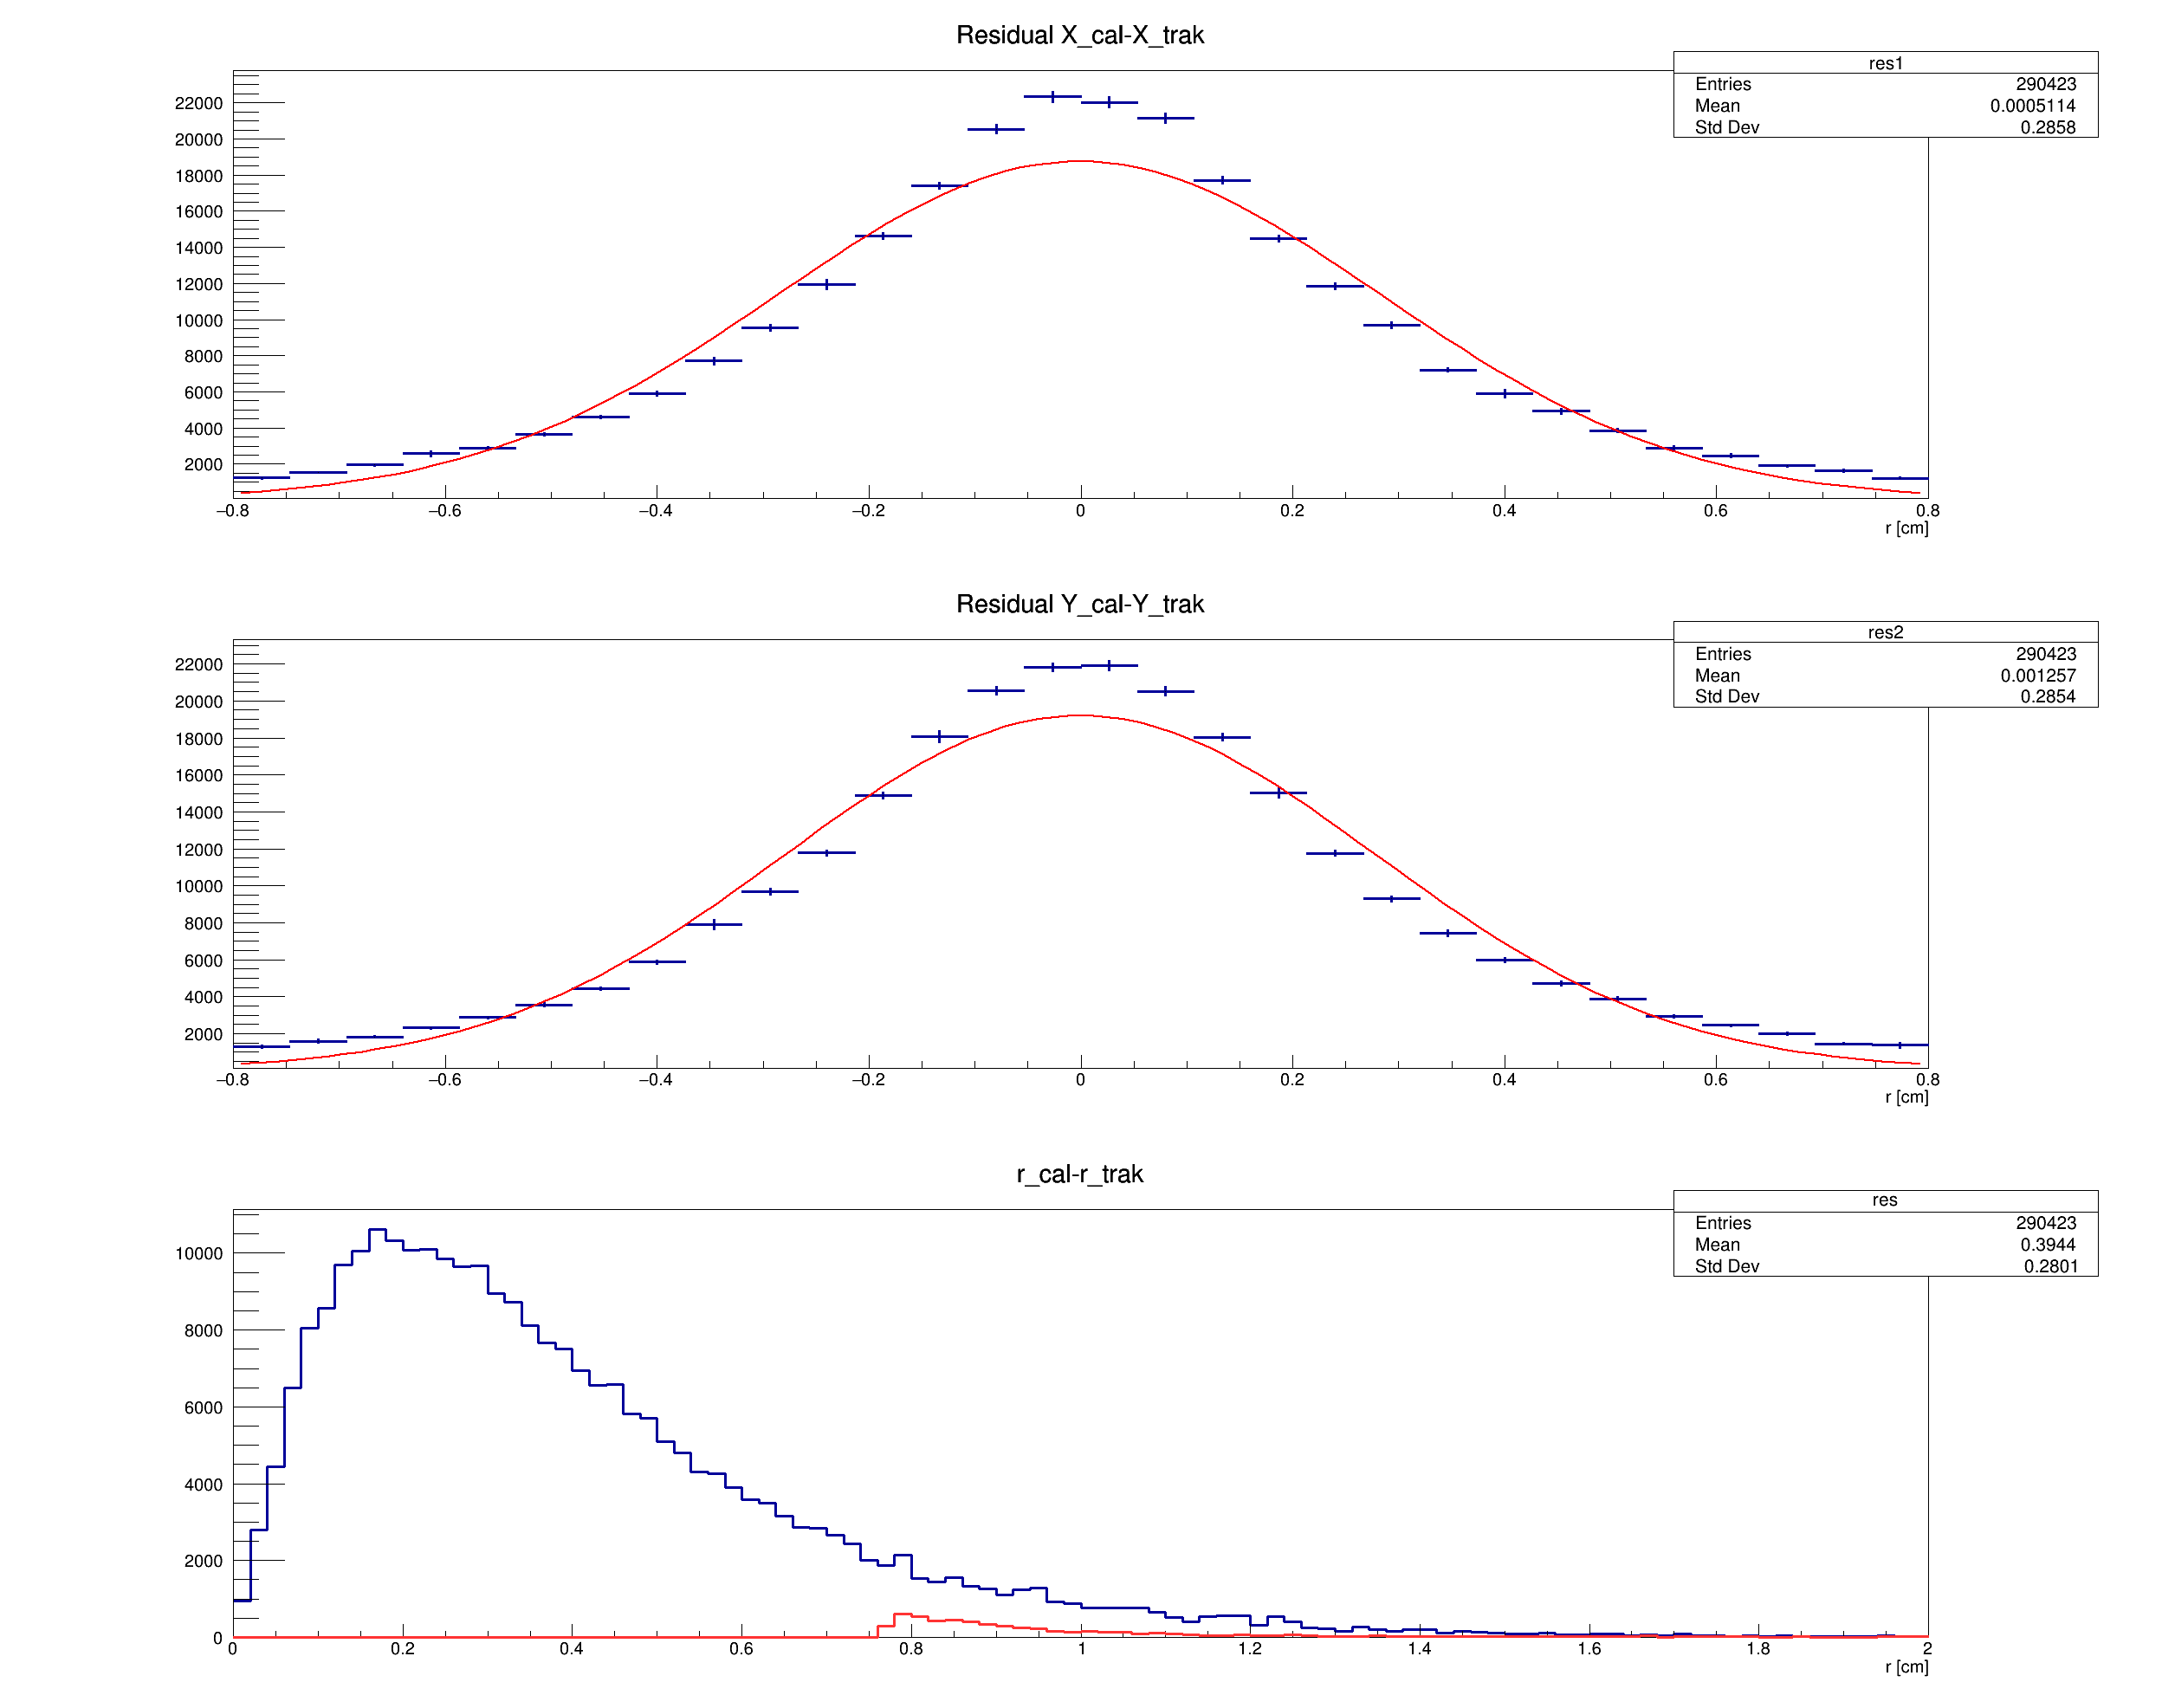 Residual X_cal-X_trak
res1
Entries 290423
Mean 0.0005114
Std Dev 0.2858
22000
20000
18000
16000
14000
12000
10000
8000
6000
4000
2000
−0.8 −0.6 −0.4 −0.2 0 0.2 0.4 0.6 0.8
r [cm]
Residual Y_cal-Y_trak
res2
Entries 290423
Mean 0.001257
Std Dev 0.2854
22000
20000
18000
16000
14000
12000
10000
8000
6000
4000
2000
−0.8 −0.6 −0.4 −0.2 0 0.2 0.4 0.6 0.8
r [cm]
r_cal-r_trak
res
Entries 290423
Mean 0.3944
Std Dev 0.2801
10000
8000
6000
4000
2000
0
0 0.2 0.4 0.6 0.8 1 1.2 1.4 1.6 1.8 2
r [cm]